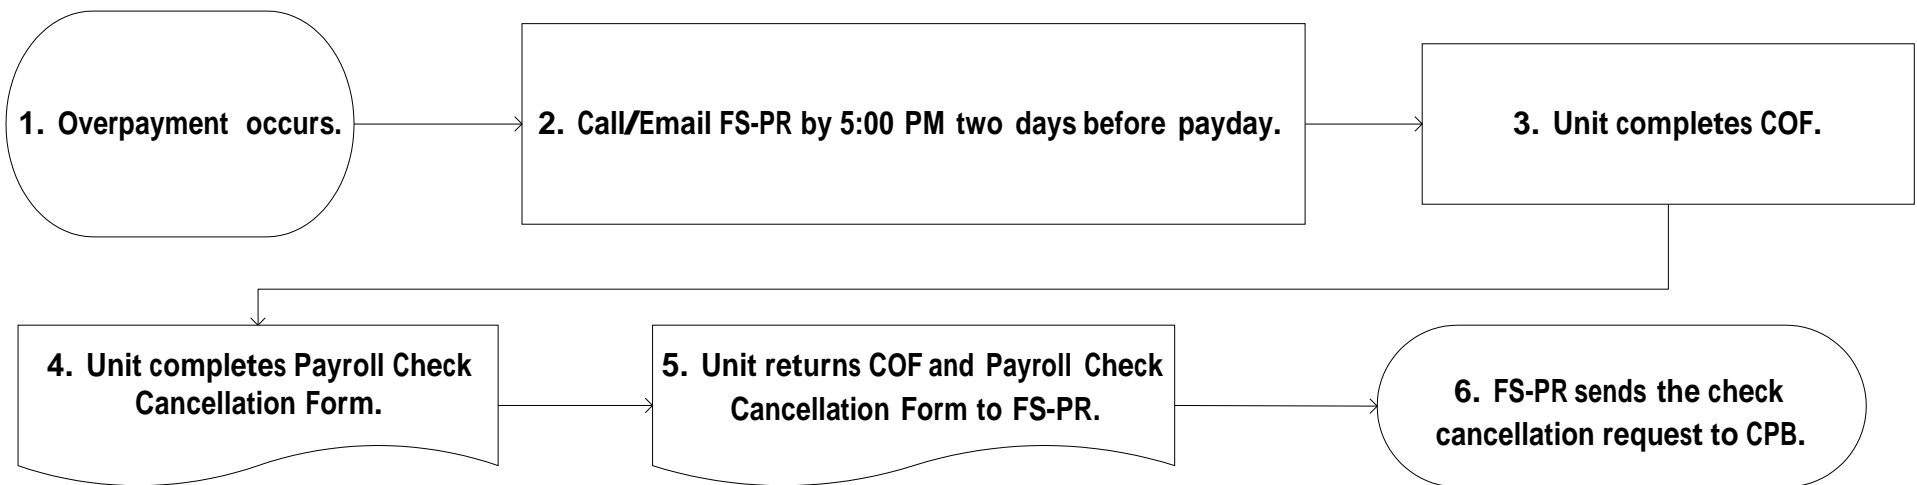 1. Overpayment occurs.
2. Call/Email FS-PR by 5:00 PM two days before payday.
3. Unit completes COF.
4. Unit completes Payroll Check
Cancellation Form.
5. Unit returns COF and Payroll Check
Cancellation Form to FS-PR.
6. FS-PR sends the check
cancellation request to CPB.